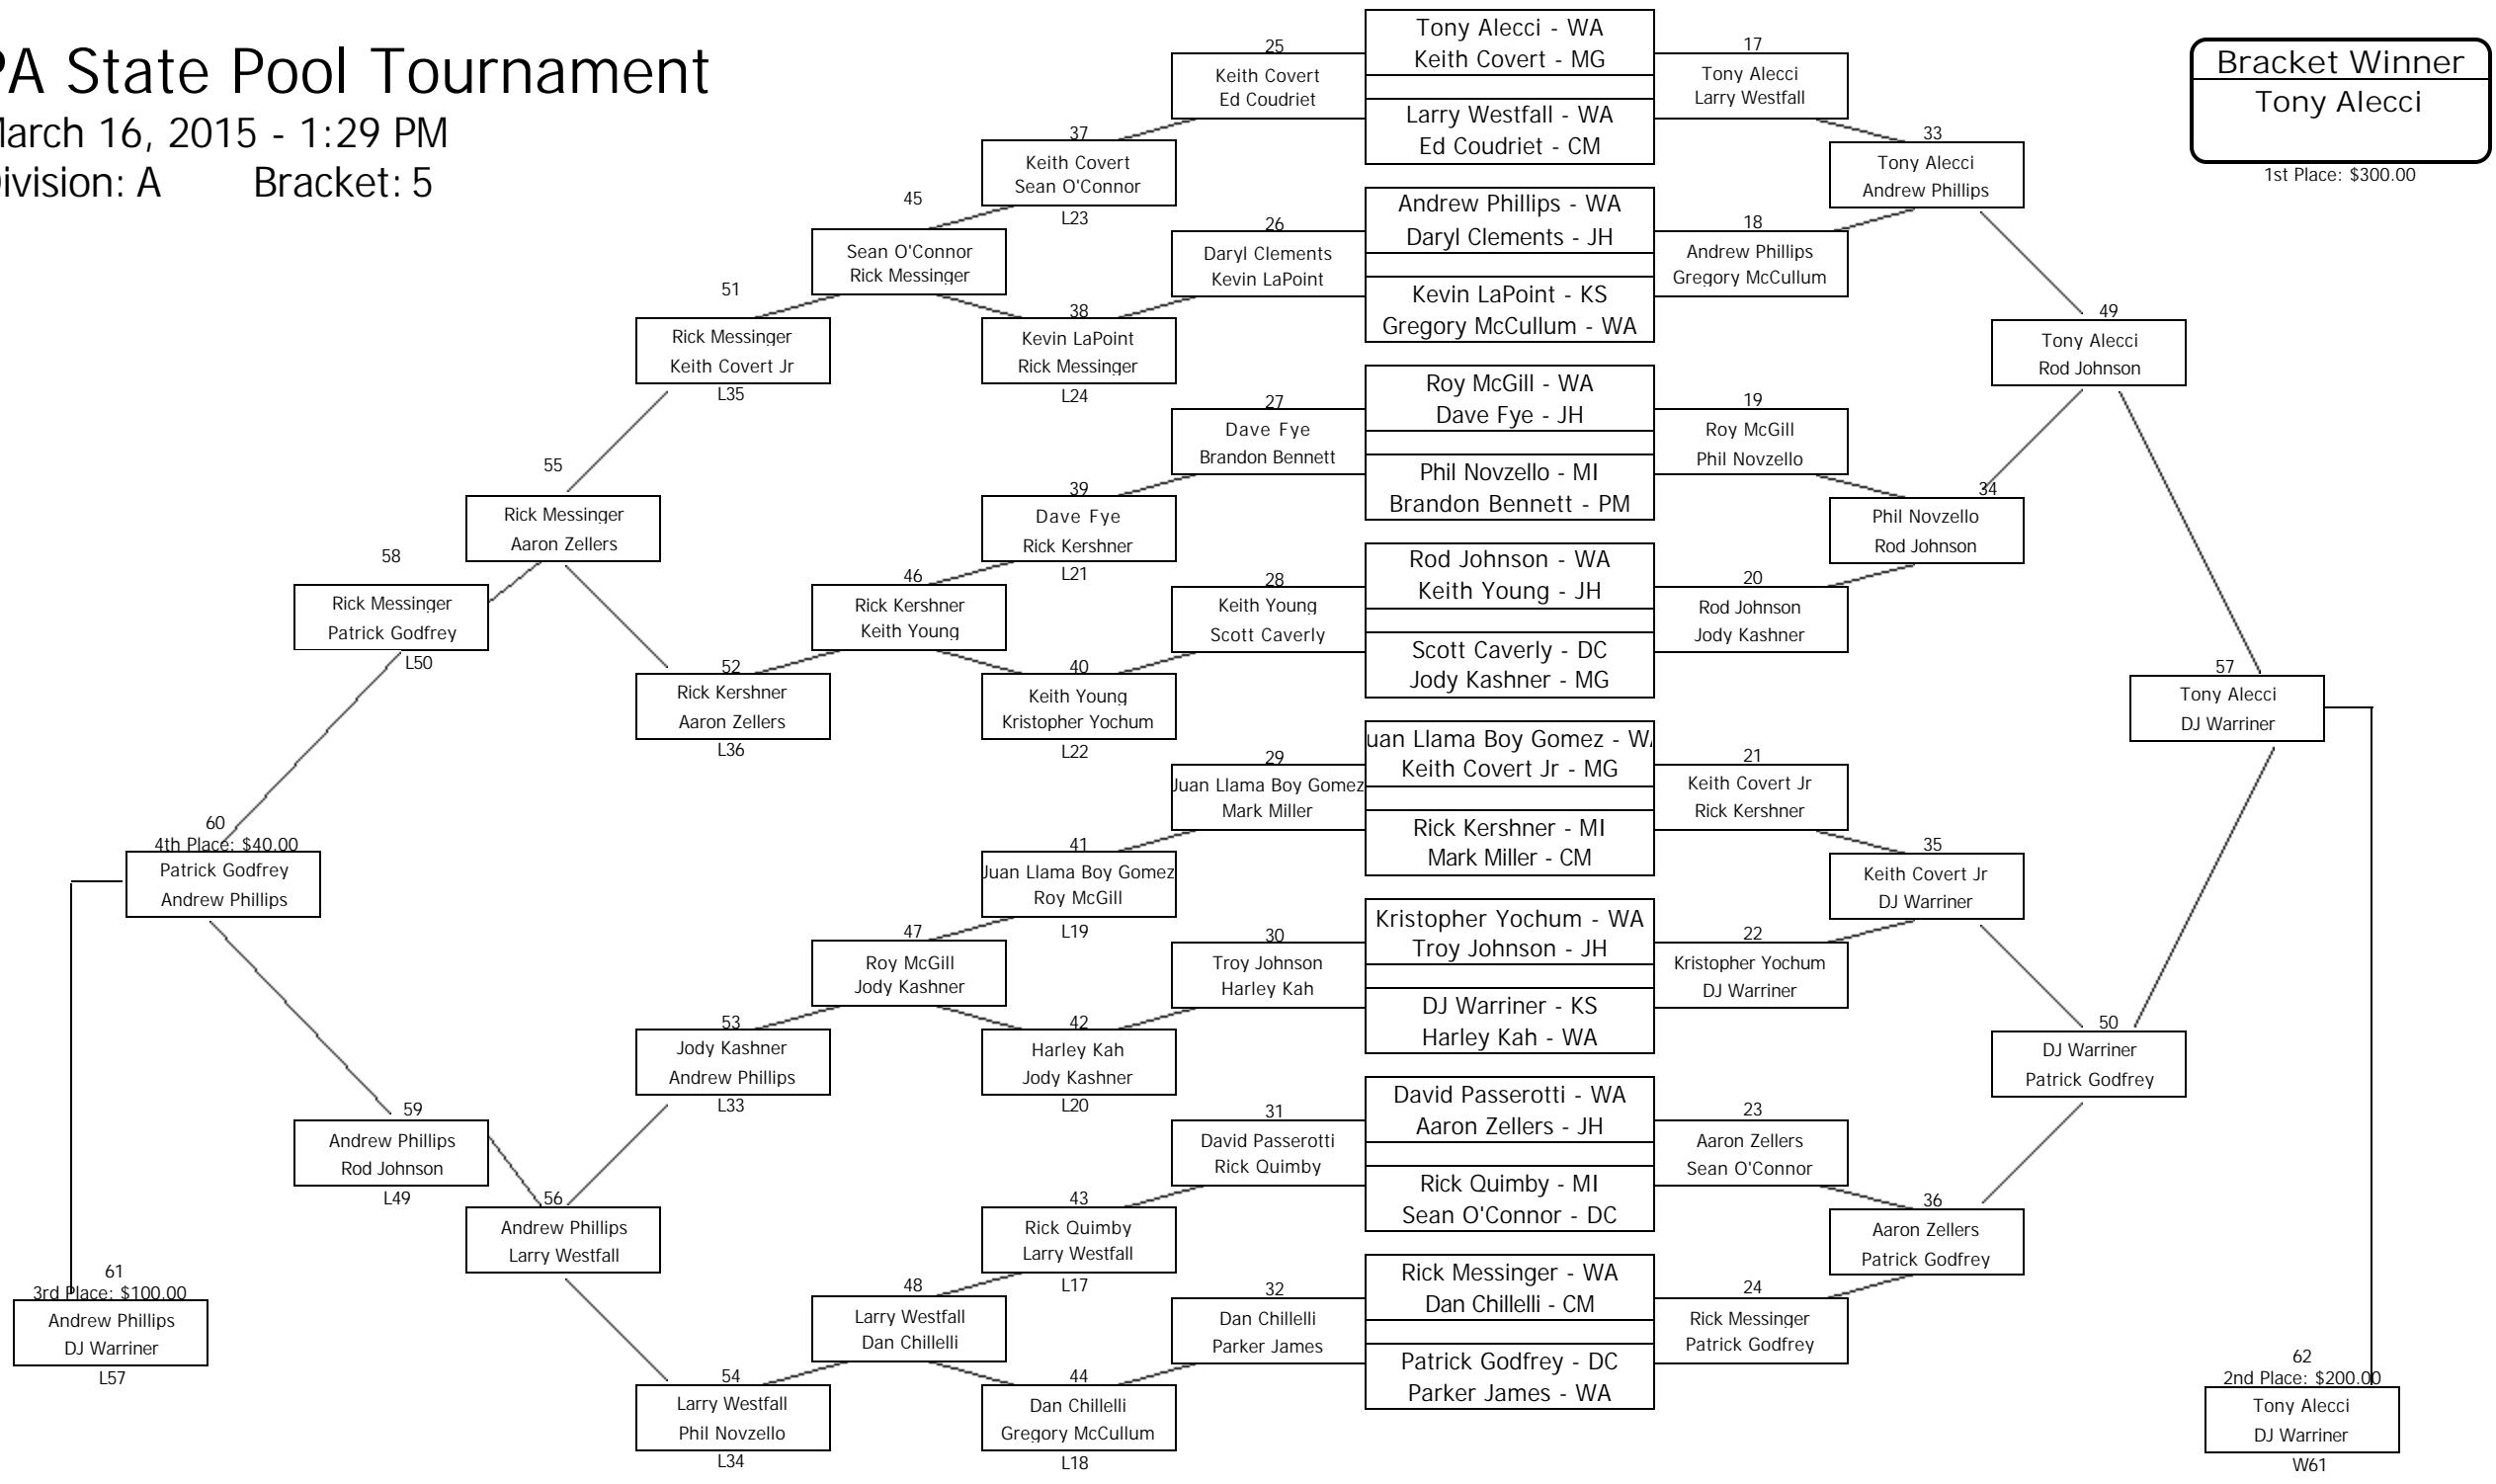 PA State Pool Tournament
March 16, 2015 - 1:29 PM
Division: A Bracket: 5
Bracket Winner
Tony Alecci
1st Place: $300.00
60
4th Place: $40.00
Patrick Godfrey
Andrew Phillips
61
3rd Place: $100.00
Andrew Phillips
DJ Warriner
L57
58
Rick Messinger
Patrick Godfrey
L50
59
Andrew Phillips
Rod Johnson
L49
55
Rick Messinger
Aaron Zellers
56
Andrew Phillips
Larry Westfall
51
Rick Messinger
Keith Covert Jr
L35
52
Rick Kershner
Aaron Zellers
L36
53
Jody Kashner
Andrew Phillips
L33
54
Larry Westfall
Phil Novzello
L34
45
Sean O'Connor
Rick Messinger
46
Rick Kershner
Keith Young
47
Roy McGill
Jody Kashner
48
Larry Westfall
Dan Chillelli
37
Keith Covert
Sean O'Connor
L23
38
Kevin LaPoint
Rick Messinger
L24
39
Dave Fye
Rick Kershner
L21
40
Keith Young
Kristopher Yochum
L22
41
Juan Llama Boy Gomez
Roy McGill
L19
42
Harley Kah
Jody Kashner
L20
43
Rick Quimby
Larry Westfall
L17
44
Dan Chillelli
Gregory McCullum
L18
25
Keith Covert
Ed Coudriet
26
Daryl Clements
Kevin LaPoint
27
Dave Fye
Brandon Bennett
28
Keith Young
Scott Caverly
29
Juan Llama Boy Gomez
Mark Miller
30
Troy Johnson
Harley Kah
31
David Passerotti
Rick Quimby
32
Dan Chillelli
Parker James
Tony Alecci - WA
Keith Covert - MG
Larry Westfall - WA
Ed Coudriet - CM
Andrew Phillips - WA
Daryl Clements - JH
Kevin LaPoint - KS
Gregory McCullum - WA
Roy McGill - WA
Dave Fye - JH
Phil Novzello - MI
Brandon Bennett - PM
Rod Johnson - WA
Keith Young - JH
Scott Caverly - DC
Jody Kashner - MG
uan Llama Boy Gomez - WA
Keith Covert Jr - MG
Rick Kershner - MI
Mark Miller - CM
Kristopher Yochum - WA
Troy Johnson - JH
DJ Warriner - KS
Harley Kah - WA
David Passerotti - WA
Aaron Zellers - JH
Rick Quimby - MI
Sean O'Connor - DC
Rick Messinger - WA
Dan Chillelli - CM
Patrick Godfrey - DC
Parker James - WA
17
Tony Alecci
Larry Westfall
18
Andrew Phillips
Gregory McCullum
19
Roy McGill
Phil Novzello
20
Rod Johnson
Jody Kashner
21
Keith Covert Jr
Rick Kershner
22
Kristopher Yochum
DJ Warriner
23
Aaron Zellers
Sean O'Connor
24
Rick Messinger
Patrick Godfrey
33
Tony Alecci
Andrew Phillips
34
Phil Novzello
Rod Johnson
35
Keith Covert Jr
DJ Warriner
36
Aaron Zellers
Patrick Godfrey
49
Tony Alecci
Rod Johnson
50
DJ Warriner
Patrick Godfrey
57
Tony Alecci
DJ Warriner
62
2nd Place: $200.00
Tony Alecci
DJ Warriner
W61